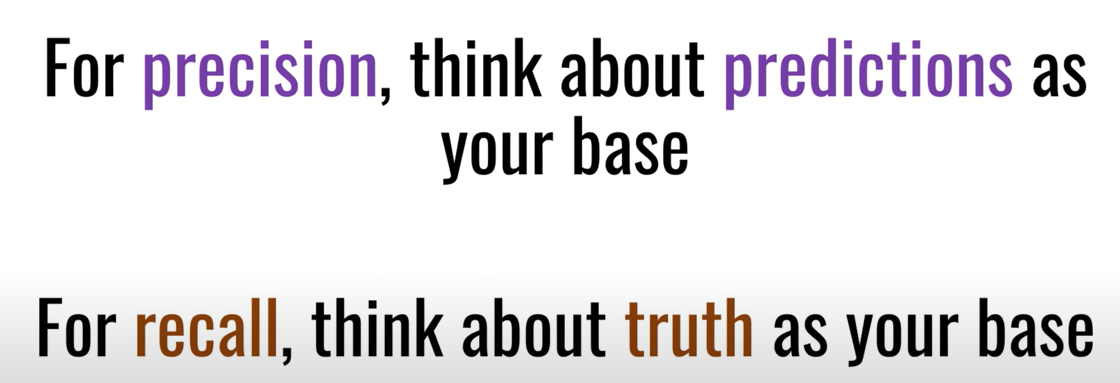 For precision, think about predictions as
your base
For recall, think about truth as your base